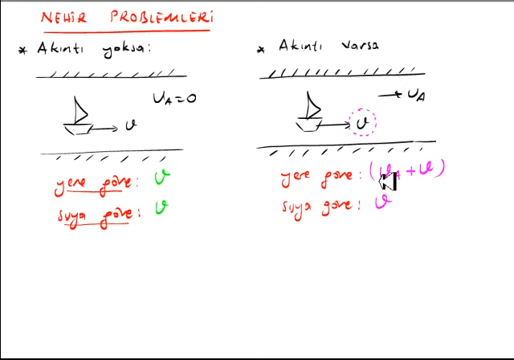 NEHİR PROBLEMLERİ
* Akıntı yoksa:
υA=0
υ
yere göre: υ
suya göre: υ
* Akıntı varsa
υA
υ
yere göre: (υA+υ)
suya göre: υ